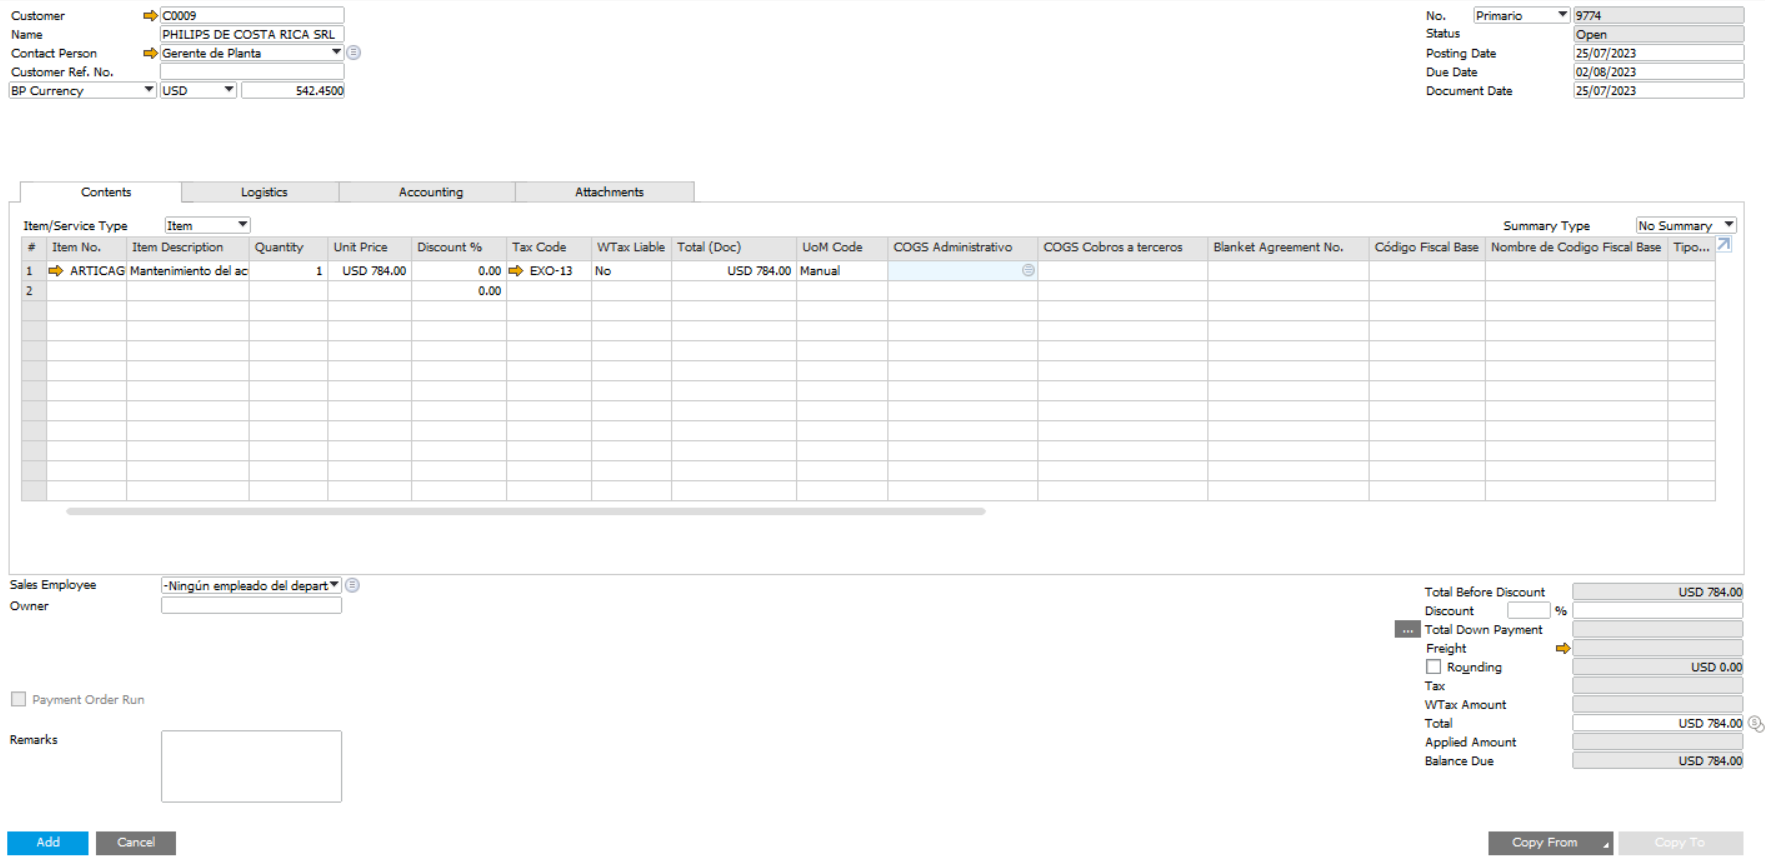 Customer C0009
Name PHILIPS DE COSTA RICA SRL
Contact Person Gerente de Planta
Customer Ref. No.
BP Currency USD 542.4500
No. Primario 9774
Status Open
Posting Date 25/07/2023
Due Date 02/08/2023
Document Date 25/07/2023
Contents Logistics Accounting Attachments
Item/Service Type Item Summary Type No Summary
# Item No. Item Description Quantity Unit Price Discount % Tax Code WTax Liable Total (Doc) UoM Code COGS Administrativo COGS Cobros a terceros Blanket Agreement No. Código Fiscal Base Nombre de Codigo Fiscal Base Tipo...
1 ARTICAG Mantenimiento del ac 1 USD 784.00 0.00 EXO-13 No USD 784.00 Manual
2 0.00
Sales Employee -Ningún empleado del depart
Owner
Payment Order Run
Remarks
Total Before Discount USD 784.00
Discount %
... Total Down Payment
Freight
Rounding USD 0.00
Tax
WTax Amount
Total USD 784.00
Applied Amount
Balance Due USD 784.00
Add Cancel Copy From Copy To